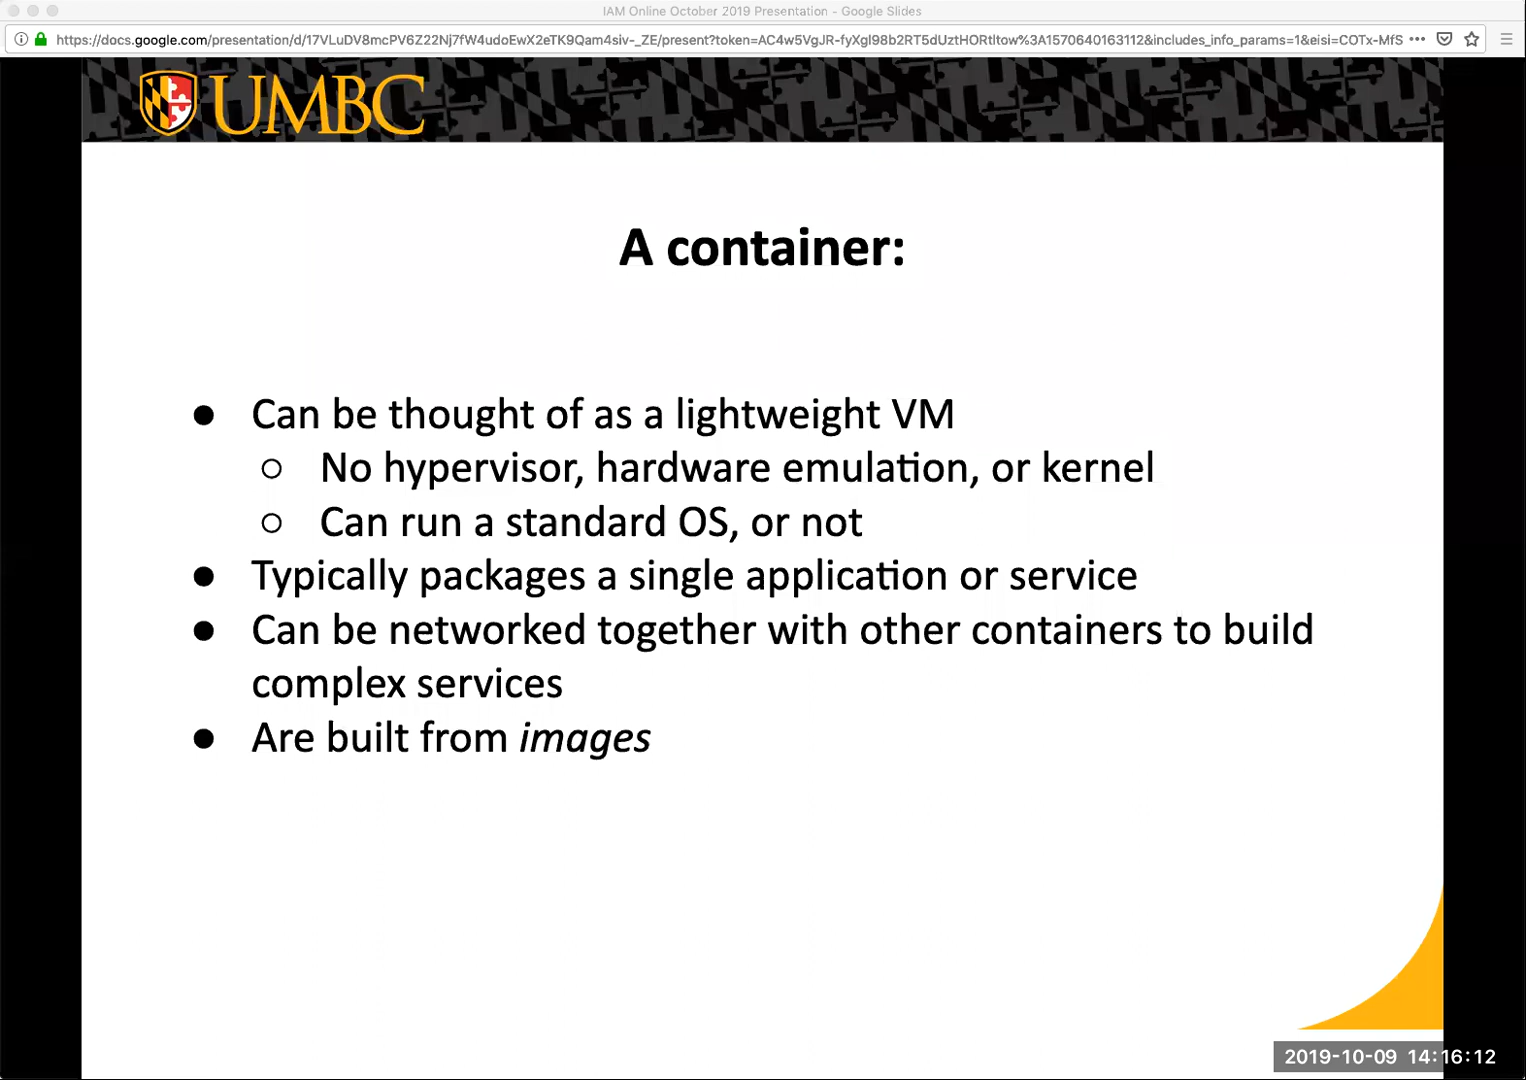 IAM Online October 2019 Presentation - Google Slides
https://docs.google.com/presentation/d/17VLuDV8mcPV6Z22Nj7fW4udoEwX2eTK9Qam4siv-_ZE/present?token=AC4w5VgJR-fyXgl98b2RT5dUztHORtltow%3A1570640163112&includes_info_params=1&eisi=COTx-MfS
UMBC
A container:
● Can be thought of as a lightweight VM
○ No hypervisor, hardware emulation, or kernel
○ Can run a standard OS, or not
● Typically packages a single application or service
● Can be networked together with other containers to build
complex services
● Are built from images
2019-10-09 14:16:12